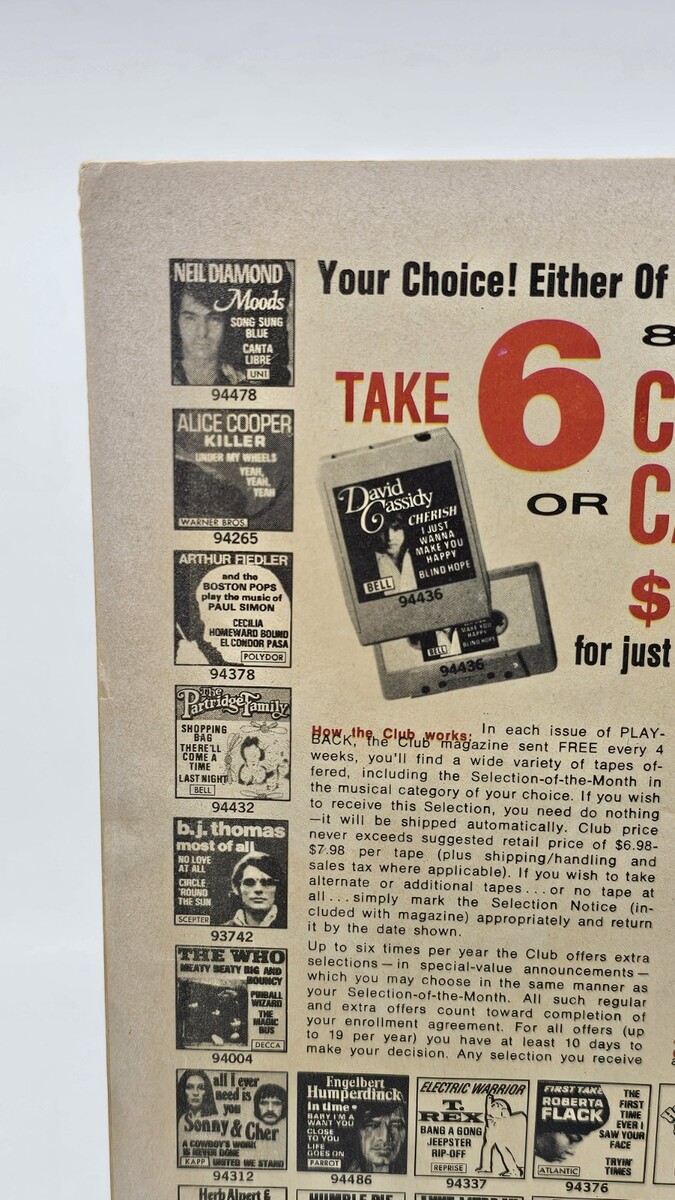 NEIL DIAMOND
Moods
SONG SUNG
BLUE
CANTA
LIBRE
UNI
94478
ALICE COOPER
KILLER
UNDER MY WHEELS
YEAH,
YEAH,
YEAH
WARNER BROS.
94265
ARTHUR FIEDLER
and the
BOSTON POPS
play the music of
PAUL SIMON
CECILIA
HOMEWARD BOUND
EL CONDOR PASA
POLYDOR
94378
The
Partridge Family
SHOPPING
BAG
THERE'LL
COME A
TIME
LAST NIGHT
BELL
94432
b.j. thomas
most of all
NO LOVE
AT ALL
CIRCLE
'ROUND
THE SUN
SCEPTER
93742
THE WHO
MEATY BEATY BIG AND
BOUNCY
PINBALL
WIZARD
THE
MAGIC
BUS
DECCA
94004
Your Choice! Either Of
8
TAKE 6
OR
$
for just
David
Cassidy
CHERISH
I JUST
WANNA
MAKE YOU
HAPPY
BLIND HOPE
BELL
94436
MAKE YOU
HAPPY
BLIND HOPE
BELL
94436
How the Club works: In each issue of PLAY-
BACK, the Club magazine sent FREE every 4
weeks, you'll find a wide variety of tapes of-
fered, including the Selection-of-the-Month in
the musical category of your choice. If you wish
to receive this Selection, you need do nothing
—it will be shipped automatically. Club price
never exceeds suggested retail price of $6.98-
$7.98 per tape (plus shipping/handling and
sales tax where applicable). If you wish to take
alternate or additional tapes...or no tape at
all...simply mark the Selection Notice (in-
cluded with magazine) appropriately and return
it by the date shown.
Up to six times per year the Club offers extra
selections—in special-value announcements—
which you may choose in the same manner as
your Selection-of-the-Month. All such regular
and extra offers count toward completion of
your enrollment agreement. For all offers (up
to 19 per year) you have at least 10 days to
make your decision. Any selection you receive
all I ever
need is
you
Sonny & Cher
A COWBOY'S WORK
IS NEVER DONE
KAPP UNITED WE STAND
94312
Engelbert
Humperdinck
In time
BABY I'M A
WANT YOU
CLOSE
TO YOU
LIFE
GOES ON
PARROT
94486
ELECTRIC WARRIOR
T.
REX
BANG A GONG
JEEPSTER
RIP-OFF
REPRISE
94337
FIRST TAKE
ROBERTA
FLACK
THE
FIRST
TIME
EVER I
SAW YOUR
FACE
TRYIN'
TIMES
ATLANTIC
94376
Herb Alpert &
HUMBLE PIE